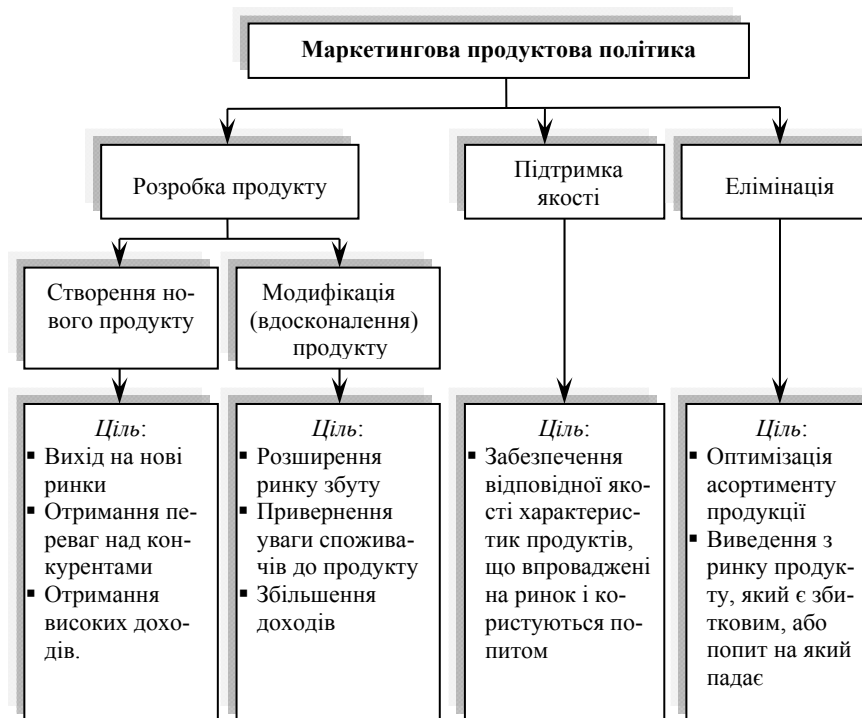 Маркетингова продуктова політика
Розробка продукту
Підтримка
якості
Елімінація
Створення но-
вого продукту
Модифікація
(вдосконалення)
продукту
Ціль:
▪ Вихід на нові
ринки
▪ Отримання пе-
реваг над кон-
курентами
▪ Отримання
високих дохо-
дів.
Ціль:
▪ Розширення
ринку збуту
▪ Привернення
уваги спожива-
чів до продукту
▪ Збільшення
доходів
Ціль:
▪ Забезпечення
відповідної яко-
сті характерис-
тик продуктів,
що впроваджені
на ринок і ко-
ристуються по-
питом
Ціль:
▪ Оптимізація
асортименту
продукції
▪ Виведення з
ринку продук-
ту, який є зби-
тковим, або
попит на який
падає